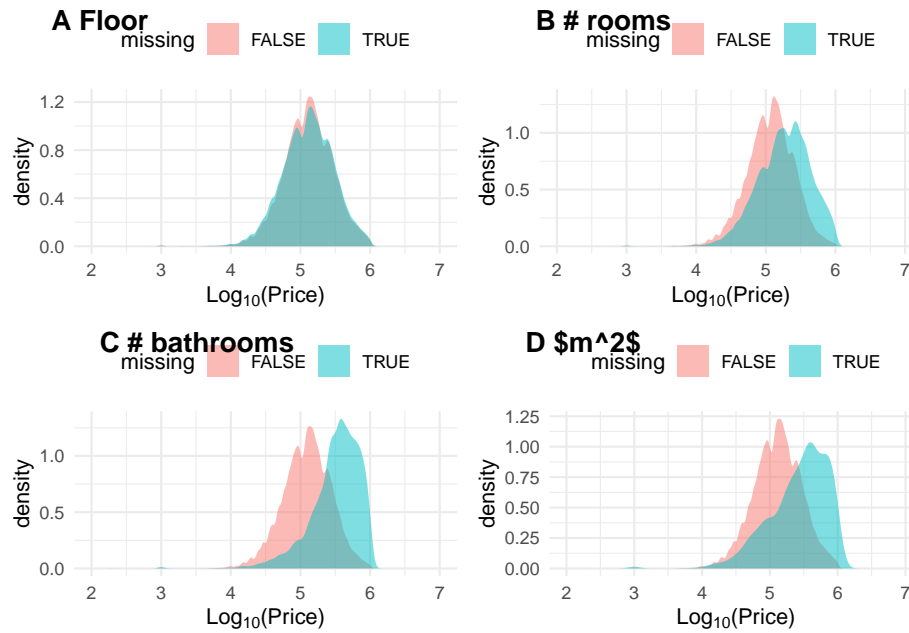 A Floor
missing FALSE TRUE
1.2
0.8
0.4
0.0
density
2 3 4 5 6 7
Log10(Price)
B # rooms
missing FALSE TRUE
1.0
0.5
0.0
density
2 3 4 5 6 7
Log10(Price)
C # bathrooms
missing FALSE TRUE
1.0
0.5
0.0
density
2 3 4 5 6 7
Log10(Price)
D $m^2$
missing FALSE TRUE
1.25
1.00
0.75
0.50
0.25
0.00
density
2 3 4 5 6 7
Log10(Price)